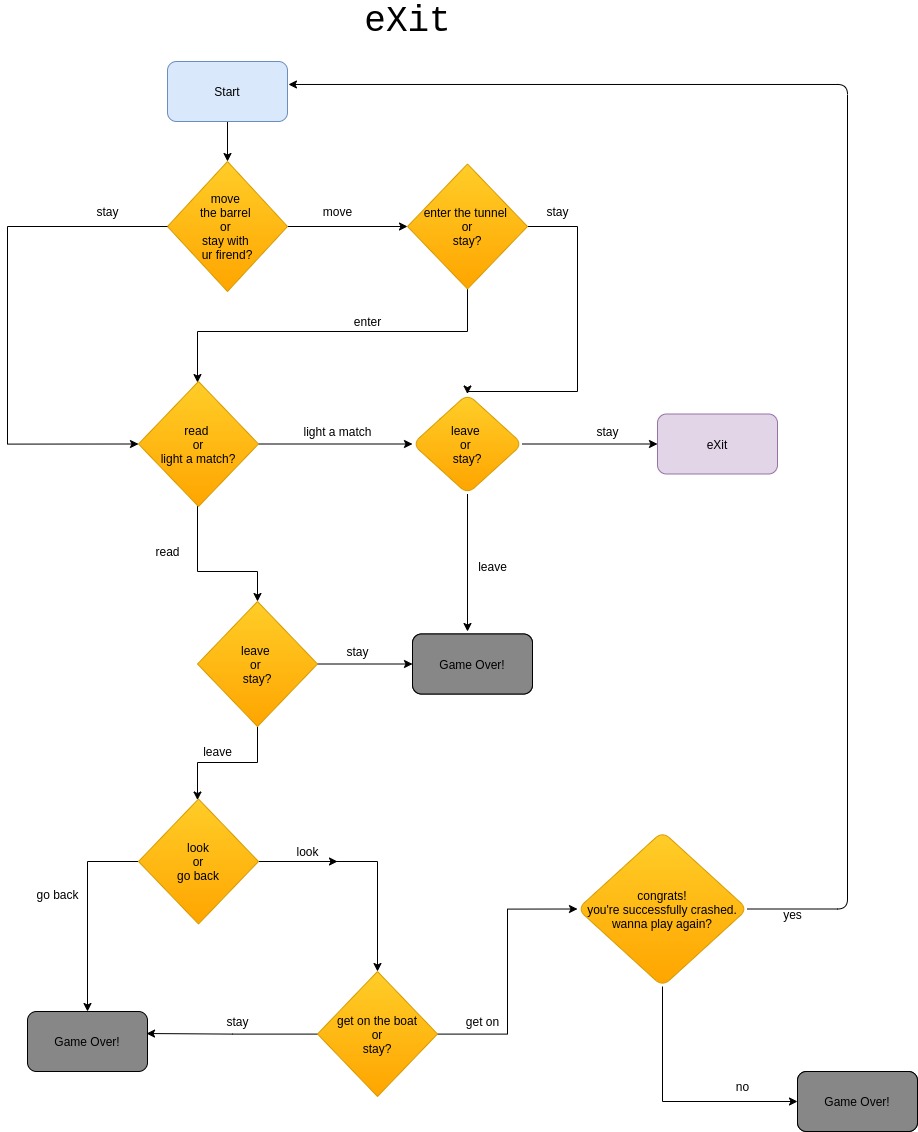 eXit
Start
move
the barrel
or
stay with
ur firend?
stay
move
enter the tunnel
or
stay?
stay
enter
read
or
light a match?
light a match
leave
or
stay?
stay
eXit
read
leave
leave
or
stay?
stay
Game Over!
leave
look
or
go back
look
go back
congrats!
you're successfully crashed.
wanna play again?
yes
get on the boat
or
stay?
stay
get on
Game Over!
no
Game Over!